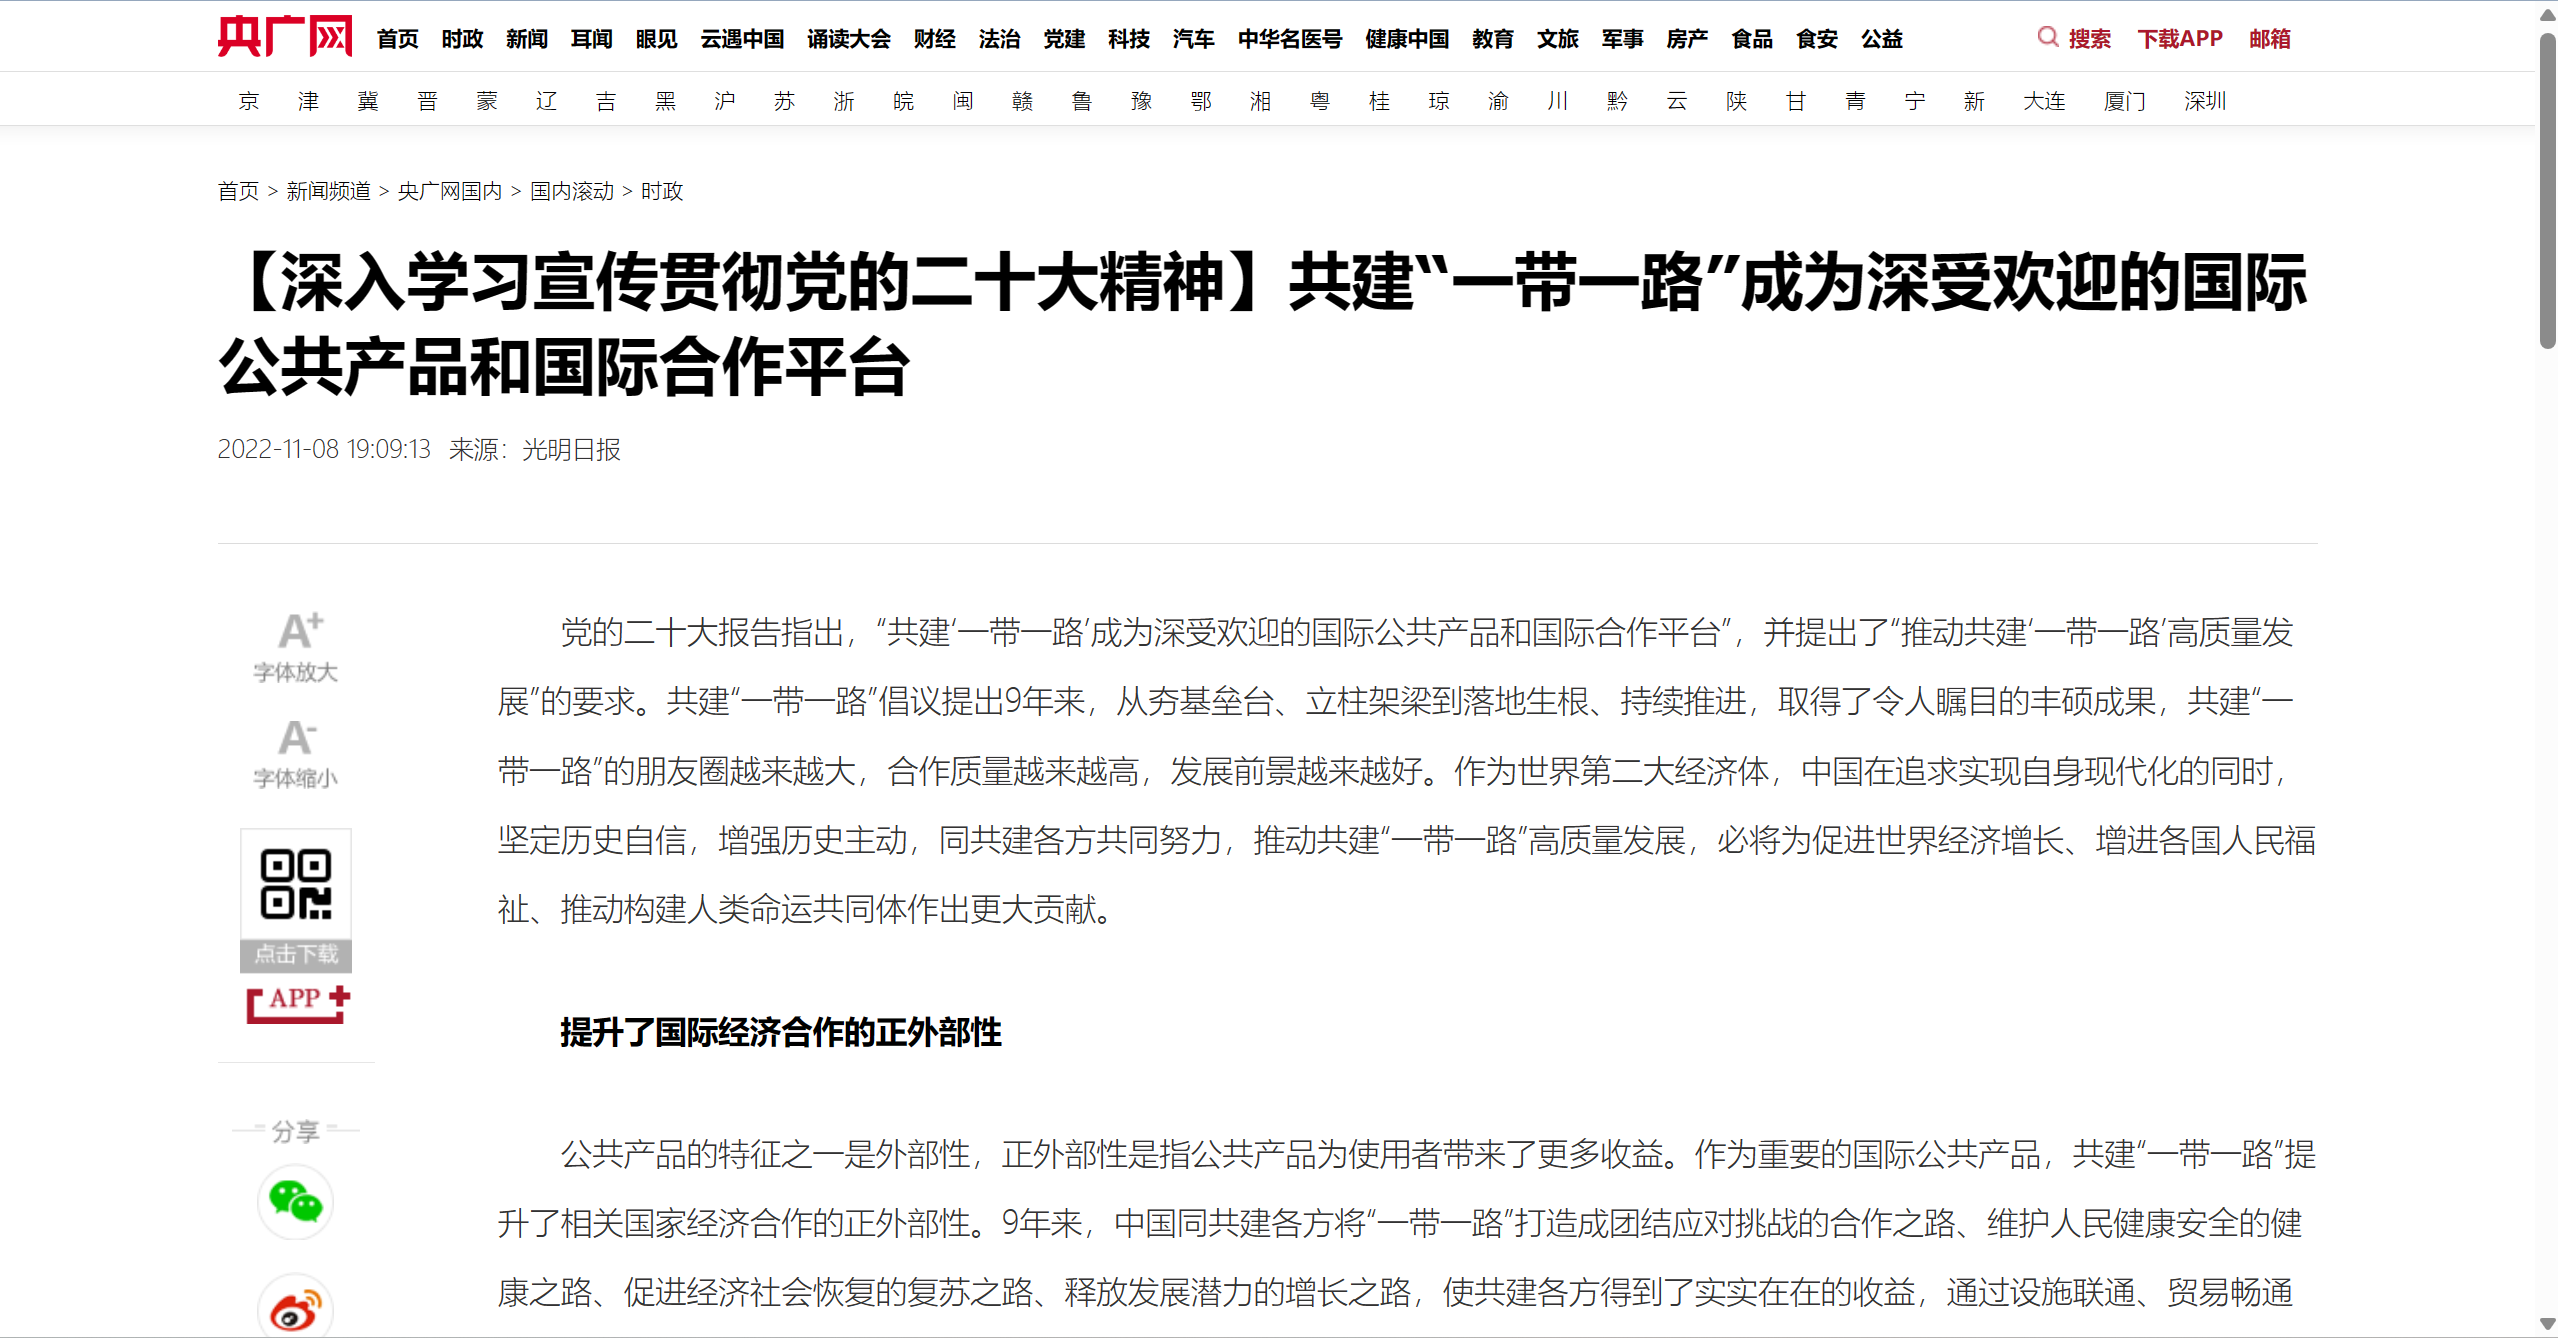 央广网 首页 时政 新闻 耳闻 眼见 云遇中国 诵读大会 财经 法治 党建 科技 汽车 中华名医号 健康中国 教育 文旅 军事 房产 食品 食安 公益 搜索 下载APP 邮箱
京 津 冀 晋 蒙 辽 吉 黑 沪 苏 浙 皖 闽 赣 鲁 豫 鄂 湘 粤 桂 琼 渝 川 黔 云 陕 甘 青 宁 新 大连 厦门 深圳
首页 > 新闻频道 > 央广网国内 > 国内滚动 > 时政
【深入学习宣传贯彻党的二十大精神】共建“一带一路”成为深受欢迎的国际
公共产品和国际合作平台
2022-11-08 19:09:13 来源：光明日报
A+
字体放大
A-
字体缩小
点击下载
APP
分享
党的二十大报告指出，“共建‘一带一路’成为深受欢迎的国际公共产品和国际合作平台”，并提出了“推动共建‘一带一路’高质量发
展”的要求。共建“一带一路”倡议提出9年来，从夯基垒台、立柱架梁到落地生根、持续推进，取得了令人瞩目的丰硕成果，共建“一
带一路”的朋友圈越来越大，合作质量越来越高，发展前景越来越好。作为世界第二大经济体，中国在追求实现自身现代化的同时，
坚定历史自信，增强历史主动，同共建各方共同努力，推动共建“一带一路”高质量发展，必将为促进世界经济增长、增进各国人民福
祉、推动构建人类命运共同体作出更大贡献。
提升了国际经济合作的正外部性
公共产品的特征之一是外部性，正外部性是指公共产品为使用者带来了更多收益。作为重要的国际公共产品，共建“一带一路”提
升了相关国家经济合作的正外部性。9年来，中国同共建各方将“一带一路”打造成团结应对挑战的合作之路、维护人民健康安全的健
康之路、促进经济社会恢复的复苏之路、释放发展潜力的增长之路，使共建各方得到了实实在在的收益，通过设施联通、贸易畅通